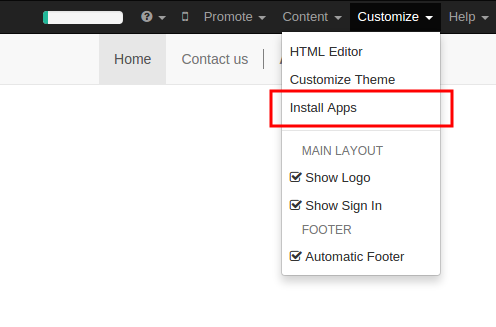 Promote Content Customize Help
Home Contact us
HTML Editor
Customize Theme
Install Apps
MAIN LAYOUT
Show Logo
Show Sign In
FOOTER
Automatic Footer